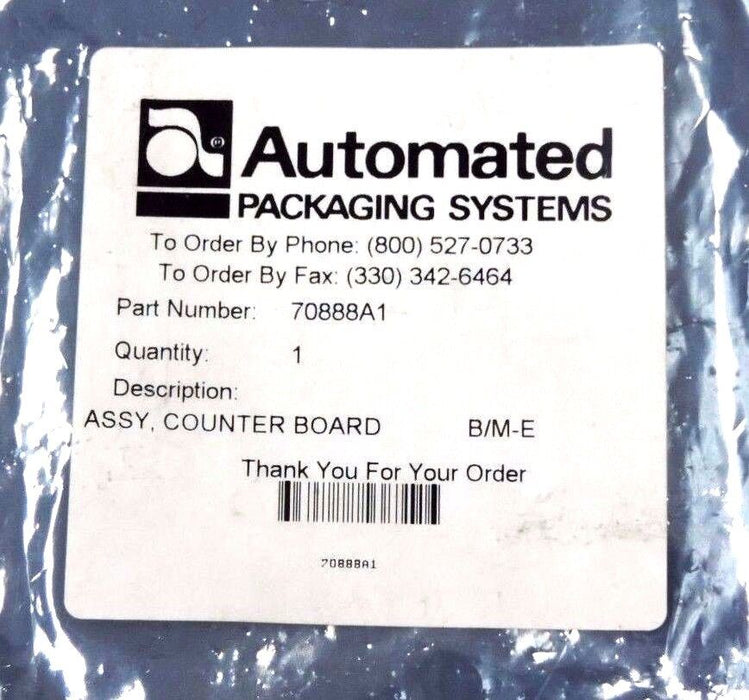 Automated
PACKAGING SYSTEMS
To Order By Phone: (800) 527-0733
To Order By Fax: (330) 342-6464
Part Number: 70888A1
Quantity: 1
Description:
ASSY, COUNTER BOARD B/M-E
Thank You For Your Order
70888A1